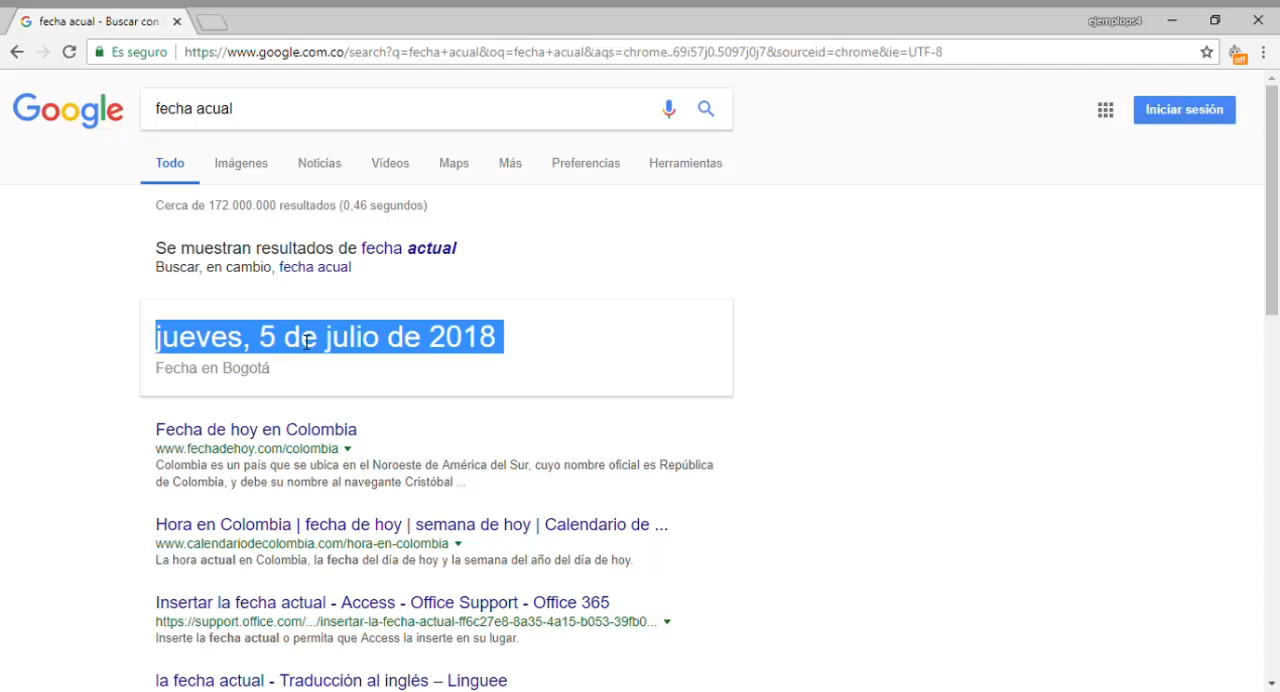 fecha acual - Buscar con
ejemplops4
Es seguro
https://www.google.com.co/search?q=fecha+acual&oq=fecha+acual&aqs=chrome..69i57j0.5097j0j7&sourceid=chrome&ie=UTF-8
off
Google
fecha acual
Iniciar sesión
Todo Imágenes Noticias Vídeos Maps Más Preferencias Herramientas
Cerca de 172.000.000 resultados (0,46 segundos)
Se muestran resultados de fecha actual
Buscar, en cambio, fecha acual
jueves, 5 de julio de 2018
Fecha en Bogotá
Fecha de hoy en Colombia
www.fechadehoy.com/colombia
Colombia es un país que se ubica en el Noroeste de América del Sur, cuyo nombre oficial es República
de Colombia, y debe su nombre al navegante Cristóbal ...
Hora en Colombia | fecha de hoy | semana de hoy | Calendario de ...
www.calendariodecolombia.com/hora-en-colombia
La hora actual en Colombia, la fecha del día de hoy y la semana del año del día de hoy.
Insertar la fecha actual - Access - Office Support - Office 365
https://support.office.com/.../insertar-la-fecha-actual-ff6c27e8-8a35-4a15-b053-39fb0...
Inserte la fecha actual o permita que Access la inserte en su lugar.
la fecha actual - Traducción al inglés – Linguee